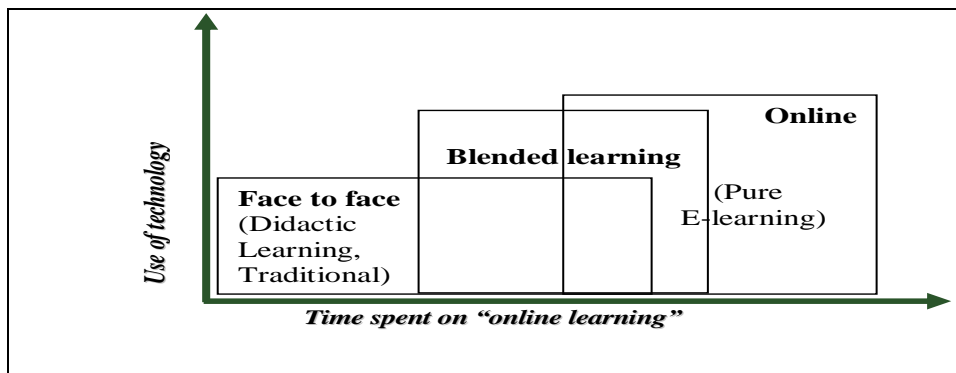 Use of technology
Online
Blended learning
Face to face
(Didactic
Learning,
Traditional)
(Pure
E-learning)
Time spent on “online learning”